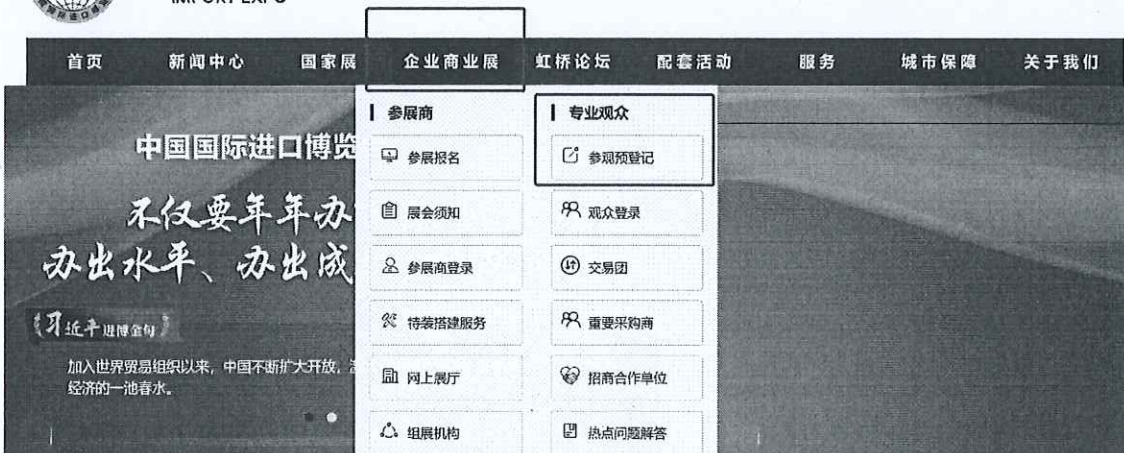 IMPORT EXPO
首页 新闻中心 国家展 企业商业展 虹桥论坛 配套活动 服务 城市保障 关于我们
中国国际进口博览
不仅要年年办
办出水平、办出成
习近平进博金句
加入世界贸易组织以来，中国不断扩大开放，
经济的一池春水。
参展商
参展报名
展会须知
参展商登录
特装搭建服务
网上展厅
组展机构
专业观众
参观预登记
观众登录
交易团
重要采购商
招商合作单位
热点问题解答